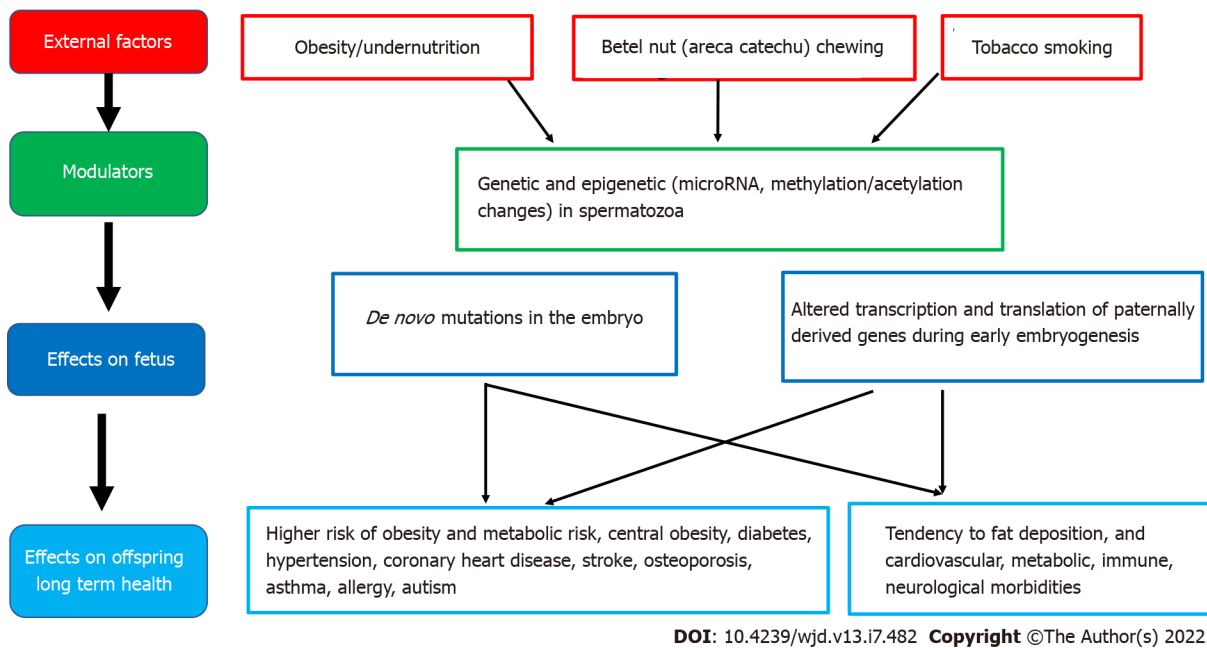 External factors
Obesity/undernutrition
Betel nut (areca catechu) chewing
Tobacco smoking
Modulators
Genetic and epigenetic (microRNA, methylation/acetylation
changes) in spermatozoa
Effects on fetus
De novo mutations in the embryo
Altered transcription and translation of paternally
derived genes during early embryogenesis
Effects on offspring
long term health
Higher risk of obesity and metabolic risk, central obesity, diabetes,
hypertension, coronary heart disease, stroke, osteoporosis,
asthma, allergy, autism
Tendency to fat deposition, and
cardiovascular, metabolic, immune,
neurological morbidities
DOI: 10.4239/wjd.v13.i7.482 Copyright ©The Author(s) 2022.